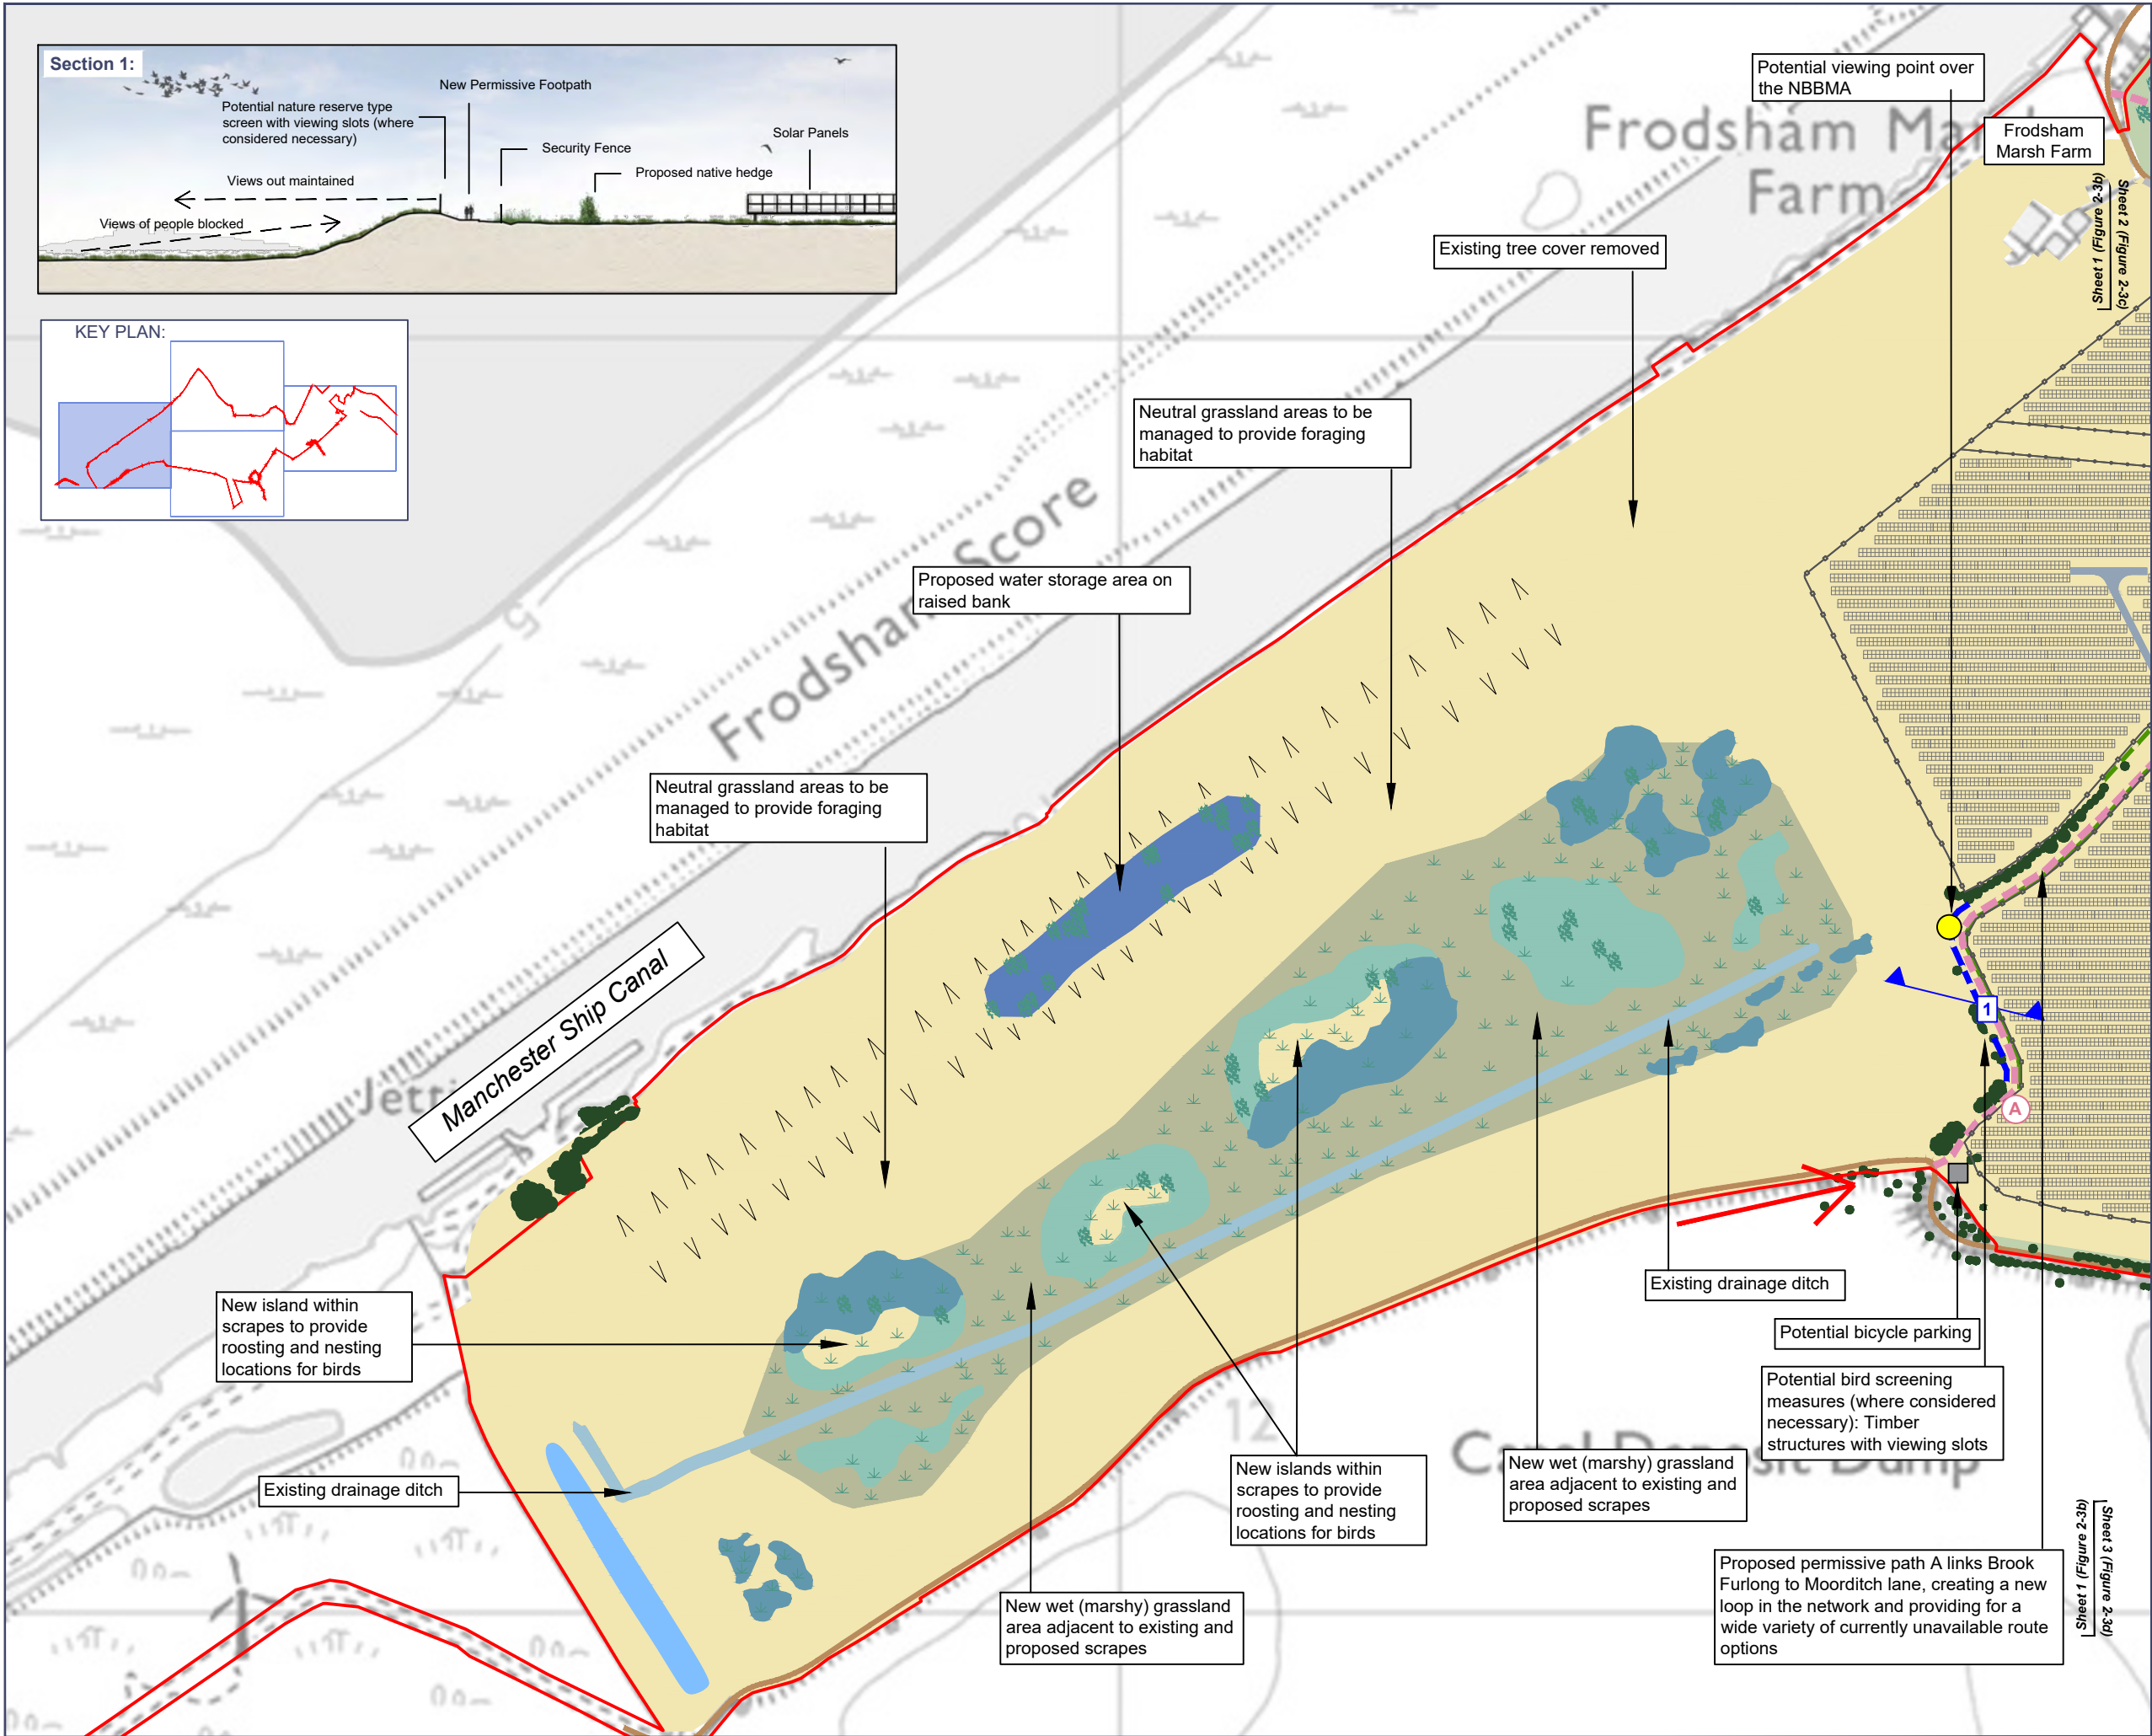 Section 1:
New Permissive Footpath
Potential nature reserve type
screen with viewing slots (where
considered necessary)
Security Fence
Solar Panels
Proposed native hedge
Views out maintained
Views of people blocked
KEY PLAN:
Potential viewing point over
the NBBMA
Frodsham
Marsh Farm
Frodsham Mar
Farm
Sheet 1 (Figure 2-3b)
Sheet 2 (Figure 2-3c)
Existing tree cover removed
Neutral grassland areas to be
managed to provide foraging
habitat
Frodsham Score
5
Proposed water storage area on
raised bank
Neutral grassland areas to be
managed to provide foraging
habitat
Manchester Ship Canal
Jett
1
A
New island within
scrapes to provide
roosting and nesting
locations for birds
Existing drainage ditch
Existing drainage ditch
Potential bicycle parking
Potential bird screening
measures (where considered
necessary): Timber
structures with viewing slots
12
Canal Deposit Dump
New islands within
scrapes to provide
roosting and nesting
locations for birds
New wet (marshy) grassland
area adjacent to existing and
proposed scrapes
New wet (marshy) grassland
area adjacent to existing and
proposed scrapes
Proposed permissive path A links Brook
Furlong to Moorditch lane, creating a new
loop in the network and providing for a
wide variety of currently unavailable route
options
Sheet 1 (Figure 2-3b)
Sheet 3 (Figure 2-3d)